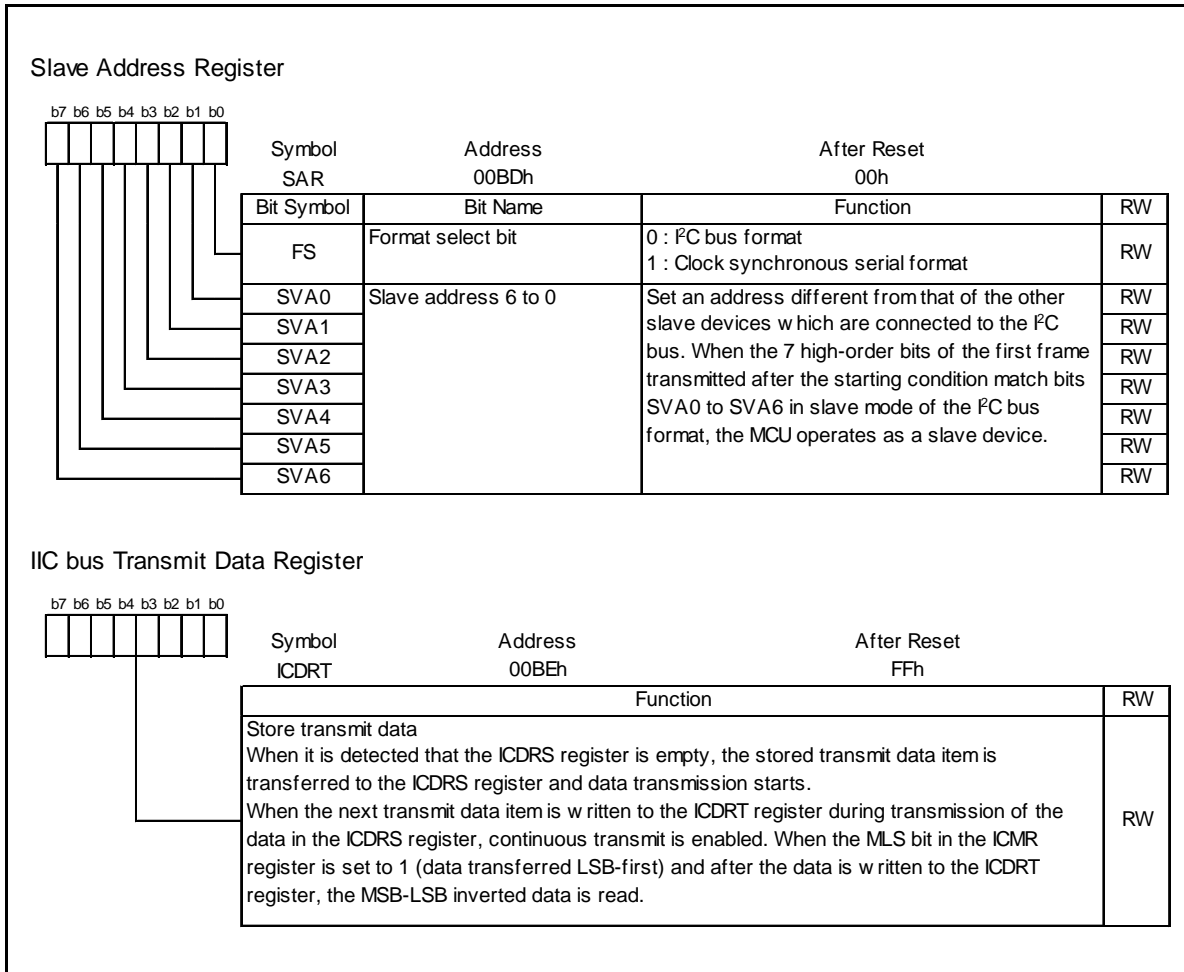 Slave Address Register
b7 b6 b5 b4 b3 b2 b1 b0
Symbol Address After Reset
SAR 00BDh 00h
Bit Symbol Bit Name Function RW
FS Format select bit 0 : I²C bus format RW
1 : Clock synchronous serial format
SVA0 Slave address 6 to 0 Set an address different from that of the other RW
SVA1 slave devices which are connected to the I²C RW
SVA2 bus. When the 7 high-order bits of the first frame RW
SVA3 transmitted after the starting condition match bits RW
SVA4 SVA0 to SVA6 in slave mode of the I²C bus RW
SVA5 format, the MCU operates as a slave device. RW
SVA6 RW
IIC bus Transmit Data Register
b7 b6 b5 b4 b3 b2 b1 b0
Symbol Address After Reset
ICDRT 00BEh FFh
Function RW
Store transmit data
When it is detected that the ICDRS register is empty, the stored transmit data item is
transferred to the ICDRS register and data transmission starts.
When the next transmit data item is written to the ICDRT register during transmission of the RW
data in the ICDRS register, continuous transmit is enabled. When the MLS bit in the ICMR
register is set to 1 (data transferred LSB-first) and after the data is written to the ICDRT
register, the MSB-LSB inverted data is read.